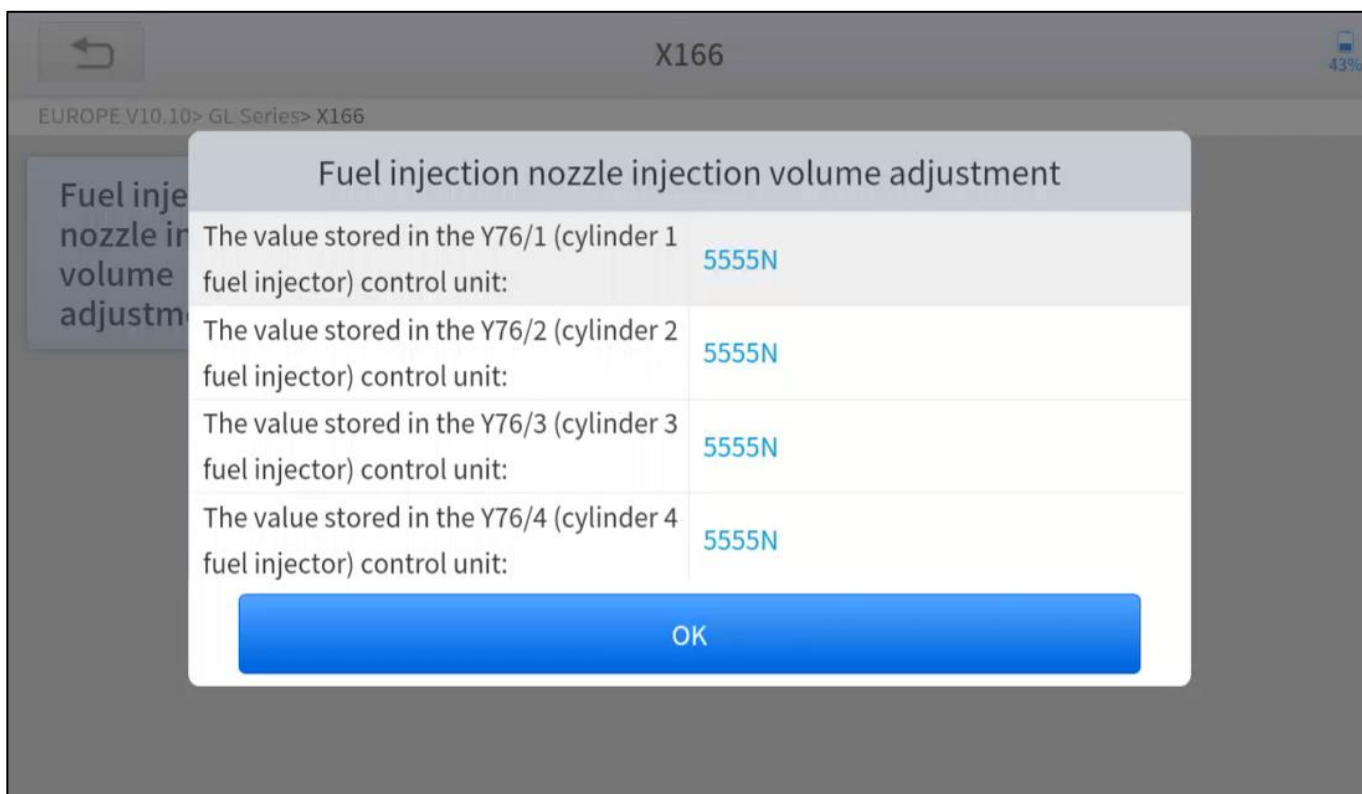 X166
43%
EUROPE V10.10> GL Series> X166
Fuel injection nozzle injection volume adjustment
Fuel inje
nozzle in
volume
adjustm
The value stored in the Y76/1 (cylinder 1
fuel injector) control unit:
5555N
The value stored in the Y76/2 (cylinder 2
fuel injector) control unit:
5555N
The value stored in the Y76/3 (cylinder 3
fuel injector) control unit:
5555N
The value stored in the Y76/4 (cylinder 4
fuel injector) control unit:
5555N
OK